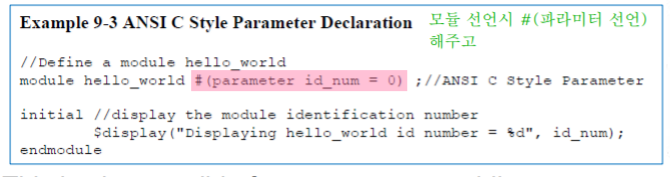 Example 9-3 ANSI C Style Parameter Declaration 모듈 선언시 #(파라미터 선언)
해주고
//Define a module hello_world
module hello_world #(parameter id_num = 0) ;//ANSI C Style Parameter
initial //display the module identification number
$display("Displaying hello_world id number = %d", id_num);
endmodule